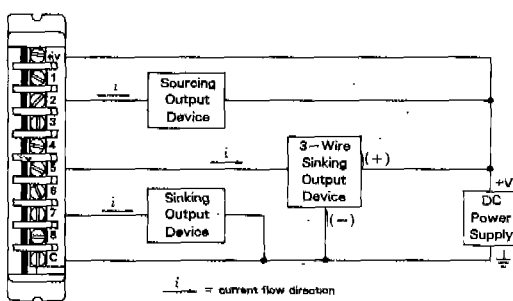 +V
1
2
3
4
5
6
7
8
C
i
Sourcing
Output
Device
i
3-Wire
Sinking
Output
Device
(+)
(-)
i
Sinking
Output
Device
+V
DC
Power
Supply
i = current flow direction